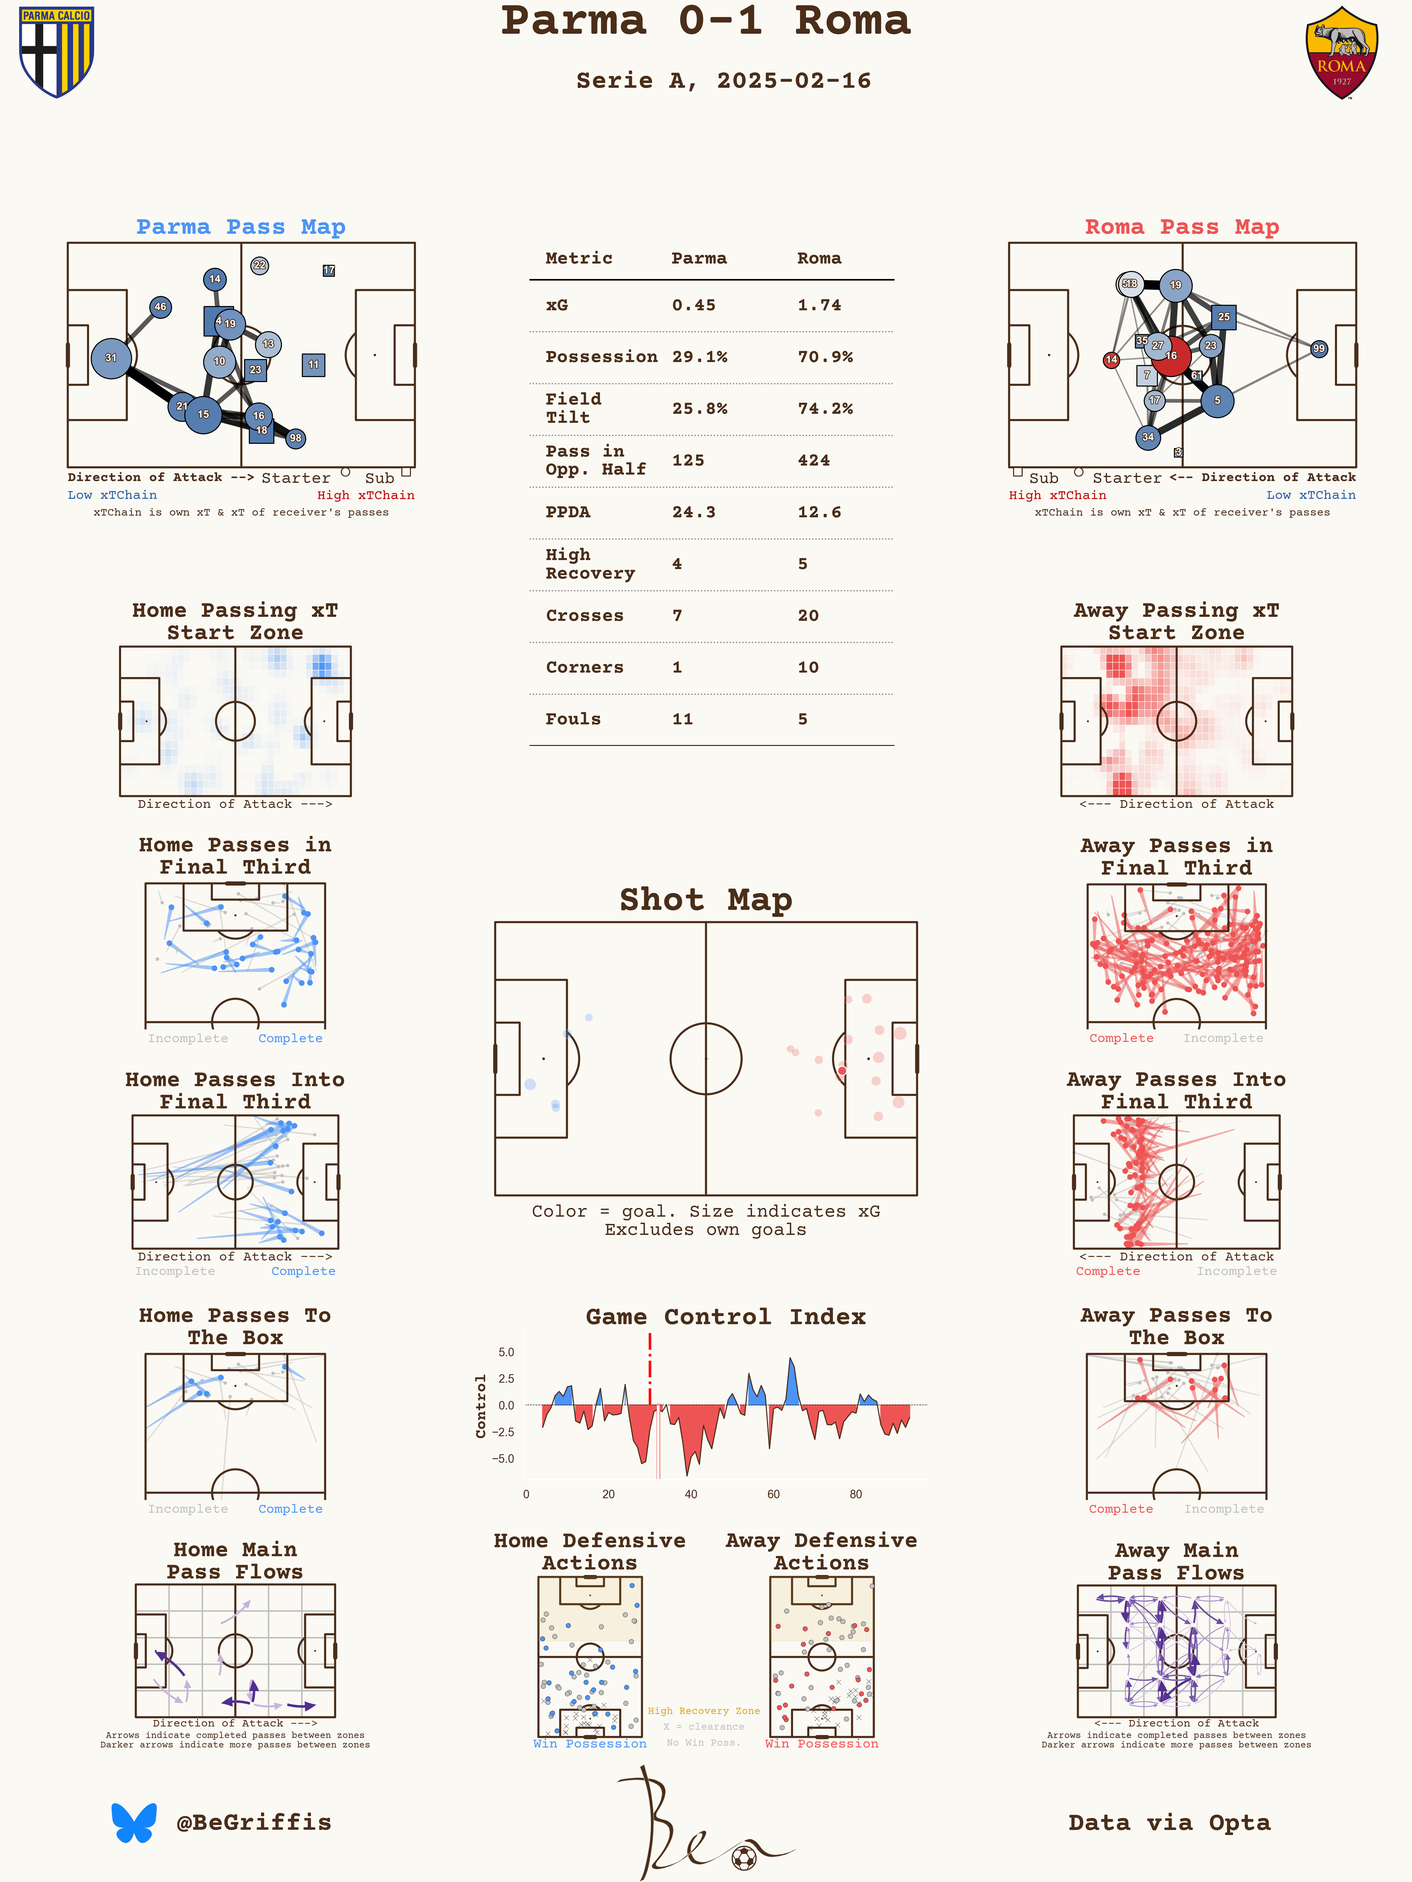 PARMA CALCIO
Parma 0-1 Roma
ROMA
1927
Serie A, 2025-02-16
Parma Pass Map
22
17
14
46
4
19
13
31
10
23
11
21
15
16
18
98
Direction of Attack --> Starter Sub
Low xTChain High xTChain
xTChain is own xT & xT of receiver's passes
Metric Parma Roma
xG 0.45 1.74
Possession 29.1% 70.9%
Field
Tilt 25.8% 74.2%
Pass in
Opp. Half 125 424
PPDA 24.3 12.6
High
Recovery 4 5
Crosses 7 20
Corners 1 10
Fouls 11 5
Roma Pass Map
5
18
19
25
35
27
23
99
14
16
7
61
17
5
34
3
Sub Starter <-- Direction of Attack
High xTChain Low xTChain
xTChain is own xT & xT of receiver's passes
Home Passing xT
Start Zone
Direction of Attack --->
Away Passing xT
Start Zone
<--- Direction of Attack
Home Passes in
Final Third
Incomplete Complete
Shot Map
Color = goal. Size indicates xG
Excludes own goals
Away Passes in
Final Third
Complete Incomplete
Home Passes Into
Final Third
Direction of Attack --->
Incomplete Complete
Away Passes Into
Final Third
<--- Direction of Attack
Complete Incomplete
Home Passes To
The Box
Incomplete Complete
Game Control Index
Control
5.0
2.5
0.0
−2.5
−5.0
0 20 40 60 80
Away Passes To
The Box
Complete Incomplete
Home Main
Pass Flows
Direction of Attack --->
Arrows indicate completed passes between zones
Darker arrows indicate more passes between zones
Home Defensive
Actions
Win Possession
High Recovery Zone
X = clearance
No Win Poss.
Away Defensive
Actions
Win Possession
Away Main
Pass Flows
<--- Direction of Attack
Arrows indicate completed passes between zones
Darker arrows indicate more passes between zones
@BeGriffis
Data via Opta